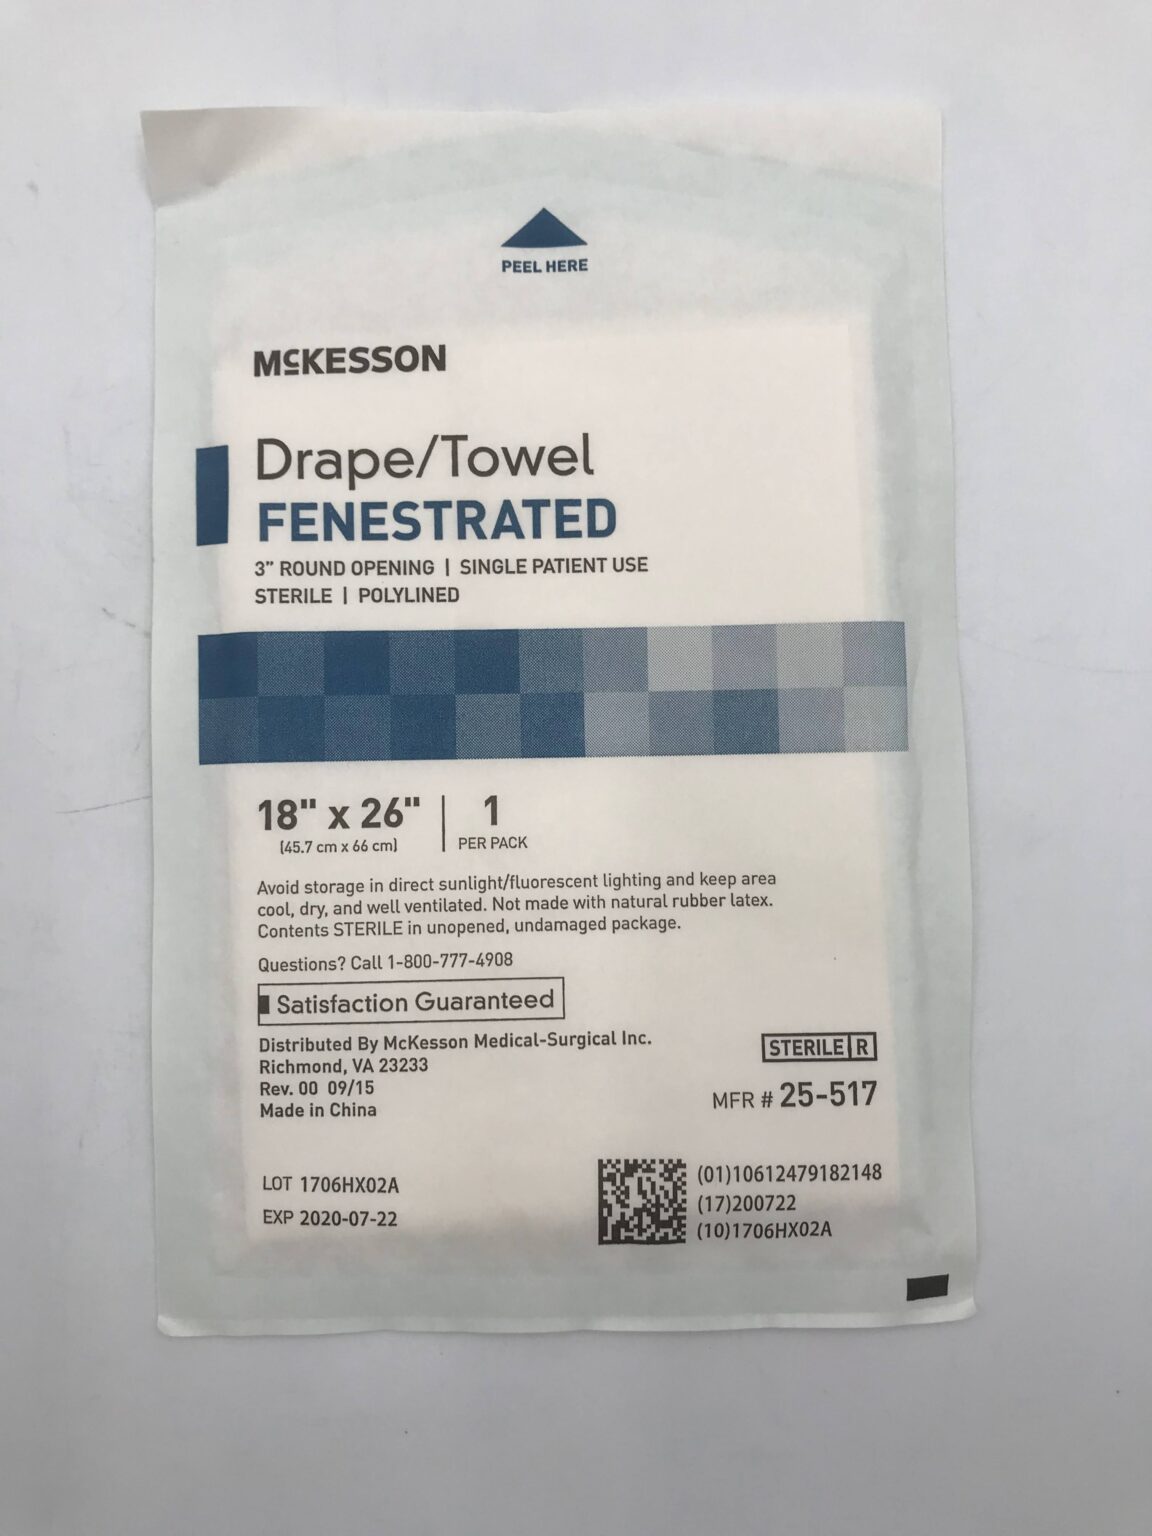 PEEL HERE
McKESSON
Drape/Towel
FENESTRATED
3" ROUND OPENING | SINGLE PATIENT USE
STERILE | POLYLINED
18" x 26" | 1
(45.7 cm x 66 cm) PER PACK
Avoid storage in direct sunlight/fluorescent lighting and keep area
cool, dry, and well ventilated. Not made with natural rubber latex.
Contents STERILE in unopened, undamaged package.
Questions? Call 1-800-777-4908
Satisfaction Guaranteed
Distributed By McKesson Medical-Surgical Inc.
Richmond, VA 23233
Rev. 00 09/15
Made in China
STERILE R
MFR # 25-517
LOT 1706HX02A
EXP 2020-07-22
(01)10612479182148
(17)200722
(10)1706HX02A